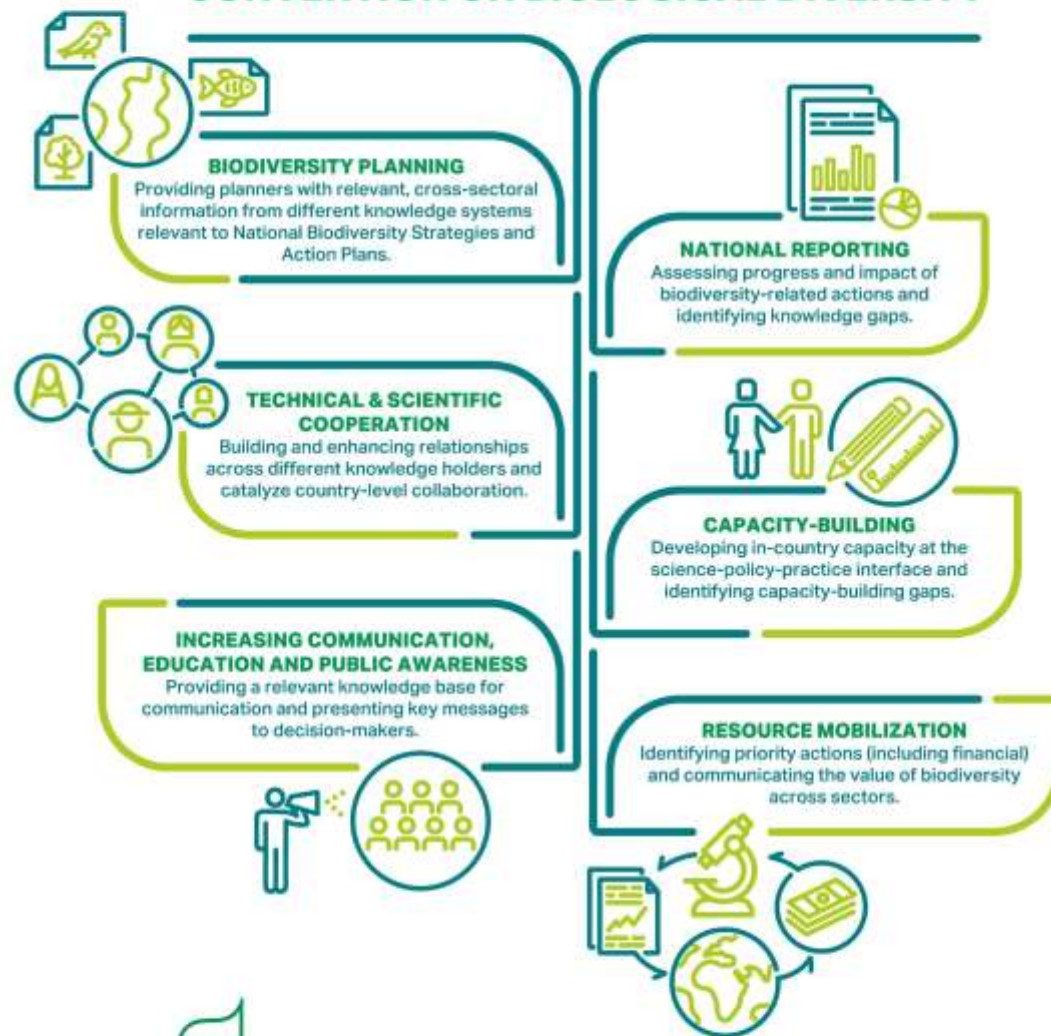 CONVENTION ON BIOLOGICAL DIVERSITY
BIODIVERSITY PLANNING
Providing planners with relevant, cross-sectoral
information from different knowledge systems
relevant to National Biodiversity Strategies and
Action Plans.
NATIONAL REPORTING
Assessing progress and impact of
biodiversity-related actions and
identifying knowledge gaps.
TECHNICAL & SCIENTIFIC
COOPERATION
Building and enhancing relationships
across different knowledge holders and
catalyze country-level collaboration.
CAPACITY-BUILDING
Developing in-country capacity at the
science-policy-practice interface and
identifying capacity-building gaps.
INCREASING COMMUNICATION,
EDUCATION AND PUBLIC AWARENESS
Providing a relevant knowledge base for
communication and presenting key messages
to decision-makers.
RESOURCE MOBILIZATION
Identifying priority actions (including financial)
and communicating the value of biodiversity
across sectors.